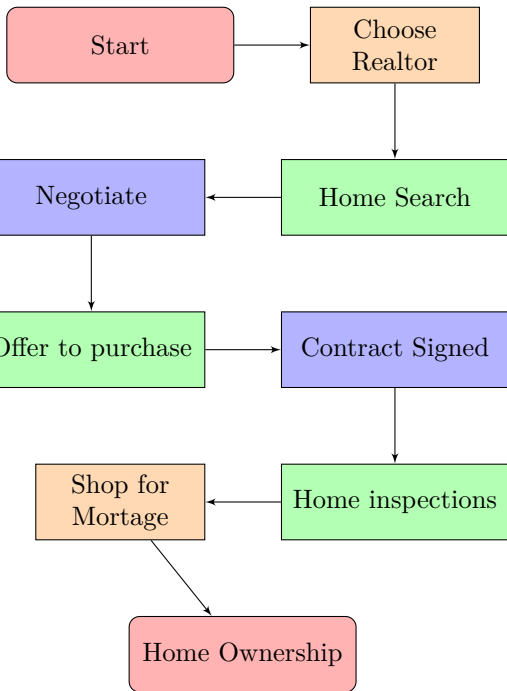 Start
Choose
Realtor
Negotiate
Home Search
Offer to purchase
Contract Signed
Shop for
Mortage
Home inspections
Home Ownership